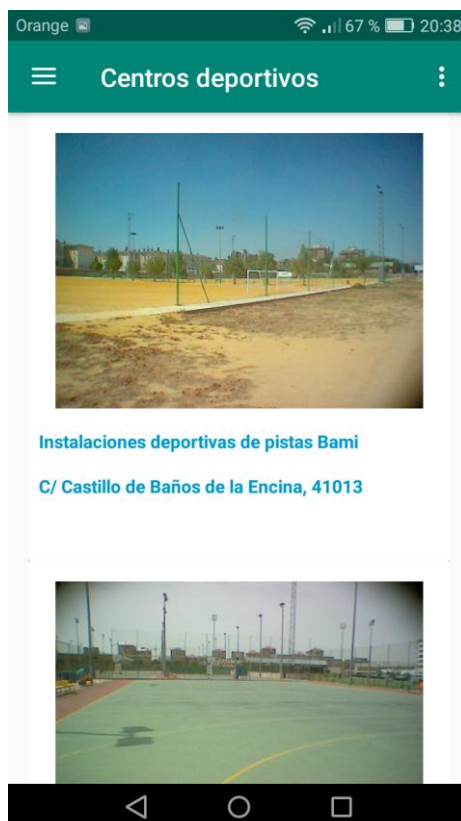 Orange 67 % 20:38
Centros deportivos
Instalaciones deportivas de pistas Bami
C/ Castillo de Baños de la Encina, 41013